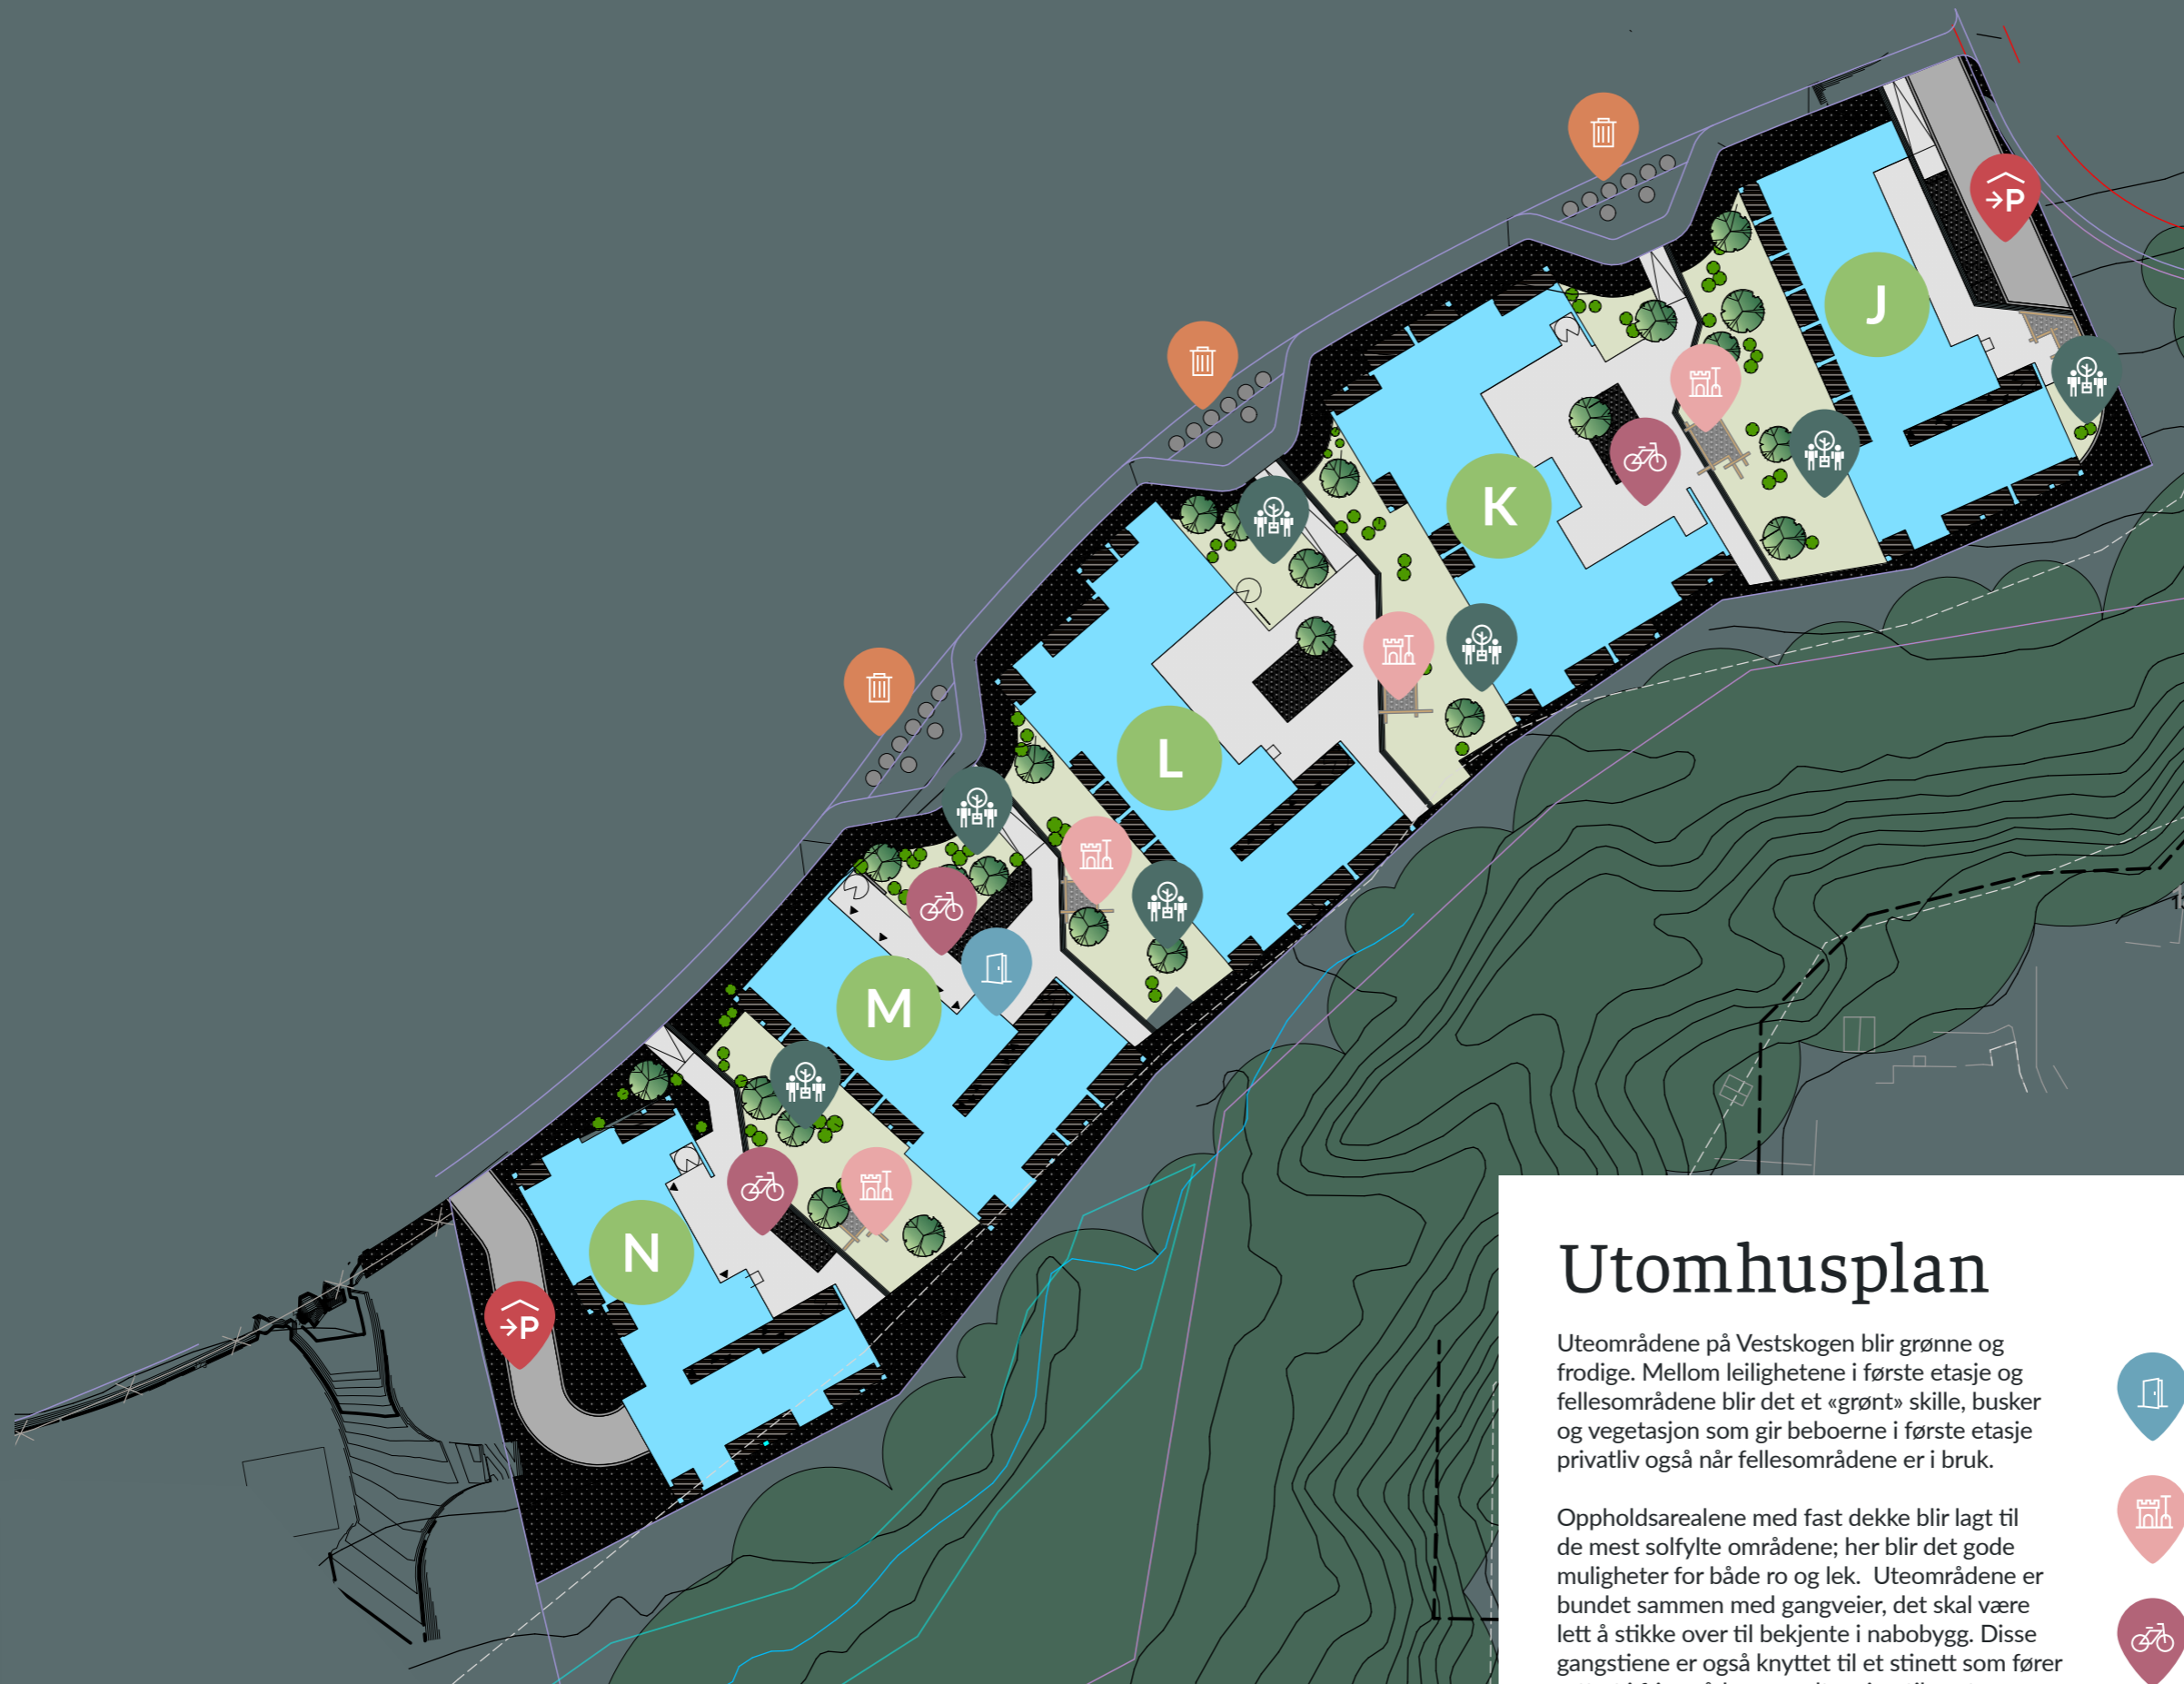 P
J
K
L
M
N
P
Utomhusplan
Uteområdene på Vestskogen blir grønne og
frodige. Mellom leilighetene i første etasje og
fellesområdene blir det et «grønt» skille, busker
og vegetasjon som gir beboerne i første etasje
privatliv også når fellesområdene er i bruk.
Oppholdsarealene med fast dekke blir lagt til
de mest solfylte områdene; her blir det gode
muligheter for både ro og lek. Uteområdene er
bundet sammen med gangveier, det skal være
lett å stikke over til bekjente i nabobygg. Disse
gangstiene er også knyttet til et stinett som fører